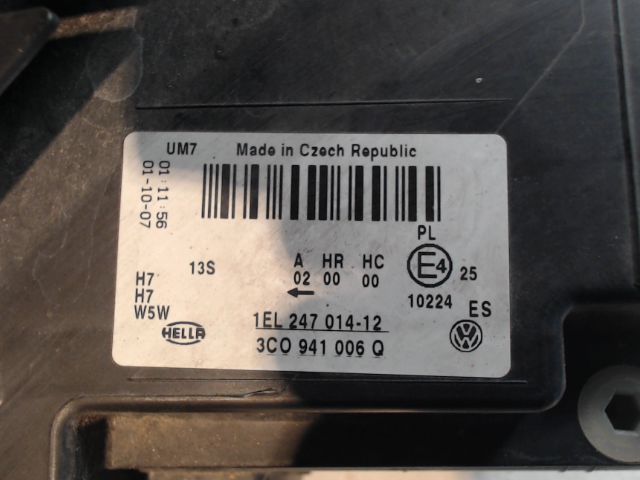 UM7 Made in Czech Republic
01:11:56
01-10-07
PL
13S A HR HC
02 00 00
E4 25
H7
H7
W5W
10224 ES
HELLA
1EL 247 014-12
3C0 941 006 Q
VW